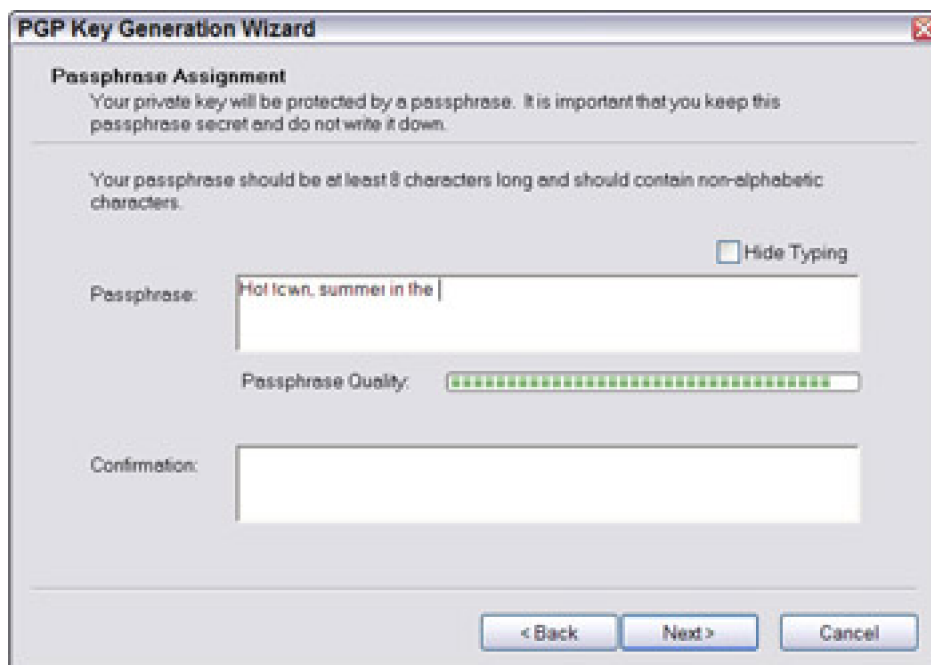 PGP Key Generation Wizard
Passphrase Assignment
Your private key will be protected by a passphrase. It is important that you keep this
passphrase secret and do not write it down.
Your passphrase should be at least 8 characters long and should contain non-alphabetic
characters.
Hide Typing
Passphrase:
Hot town, summer in the
Passphrase Quality:
Confirmation:
< Back
Next >
Cancel